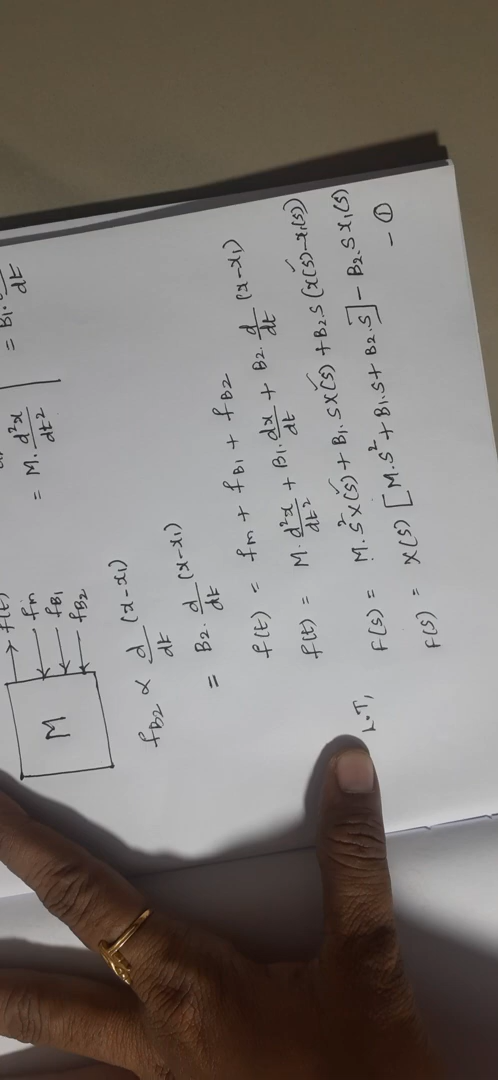 M
f(t)
fm
fB1
fB2
= M. d²x/dt²
= B1.
dt
fB2 ∝ d/dt (x-x1)
= B2. d/dt (x-x1)
f(t) = fm + fB1 + fB2
f(t) = M. d²x/dt² + B1. dx/dt + B2. d/dt (x-x1)
L.T, F(s) = M.s²X(s) + B1.sX(s) + B2.s (X(s)-x1(s))
F(s) = X(s) [M.s² + B1.s + B2.s] - B2.s x1(s)
- ①